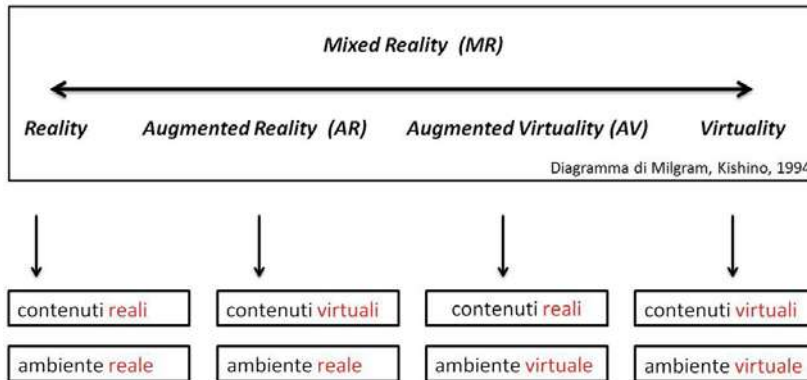 Mixed Reality (MR)
Reality Augmented Reality (AR) Augmented Virtuality (AV) Virtuality
Diagramma di Milgram, Kishino, 1994
contenuti reali contenuti virtuali contenuti reali contenuti virtuali
ambiente reale ambiente reale ambiente virtuale ambiente virtuale